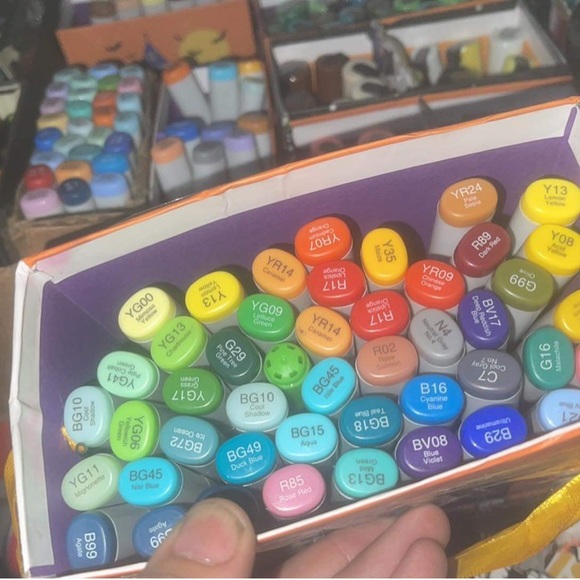 YR24
Pale
Sepia
Y13
Lemon
Yellow
YR07
Cadmium
Orange
Y35
Maize
R89
Dark Red
Y08
Acid
Yellow
YR14
Caramel
R17
Lipstick
Orange
YR09
Chinese
Orange
G99
Olive
YG00
Mimosa
Yellow
Y13
Lemon
Yellow
YG09
Lettuce
Green
R17
Lipstick
Orange
BV17
Deep Reddish
Blue
YG13
Chartreuse
YR14
Caramel
N4
Neutral Gray
No.4
G29
Pine Tree
Green
R02
C7
Cool Gray
No.7
G16
Malachite
YG41
Pale Cobalt
Green
YG17
Grass
Green
BG45
Nile Blue
B16
Cyanine
Blue
BG10
Cool
Shadow
BG10
Cool
Shadow
YG06
Yellowish
Green
BG72
Ice Ocean
BG15
Aqua
BG18
Teal Blue
B29
Ultramarine
BG49
Duck Blue
BV08
Blue
Violet
YG11
Mignonette
BG45
Nile Blue
R85
Rose Red
BG13
Mint
Green
B99
Agate
B99
Agate